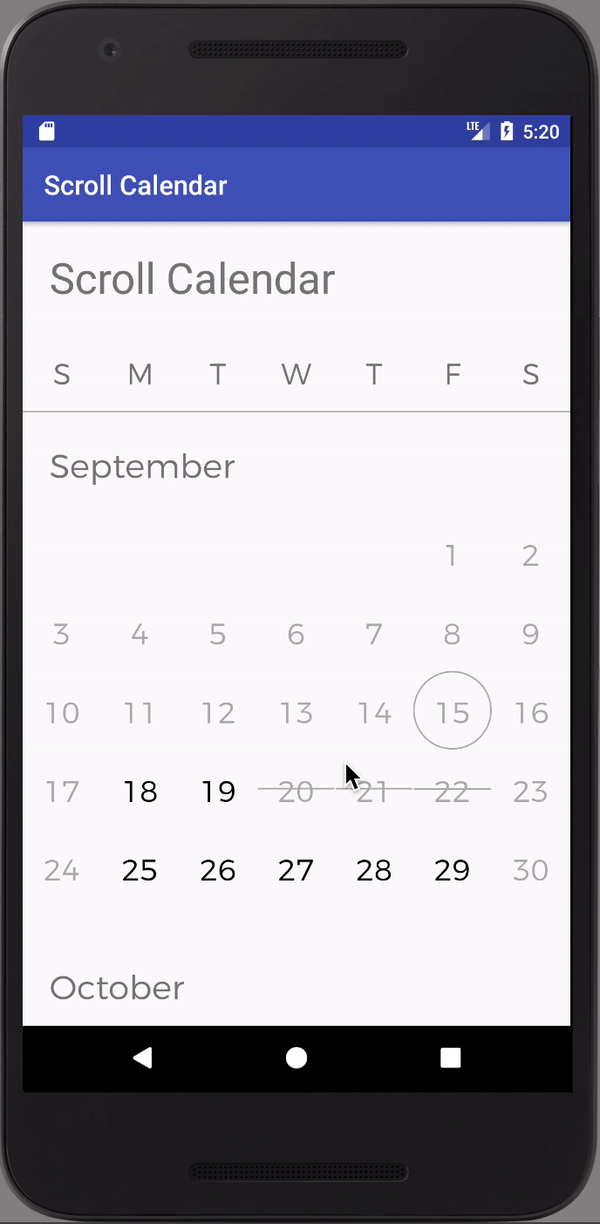 LTE 5:20
Scroll Calendar
Scroll Calendar
S M T W T F S
September
1 2
3 4 5 6 7 8 9
10 11 12 13 14 15 16
17 18 19 20 21 22 23
24 25 26 27 28 29 30
October